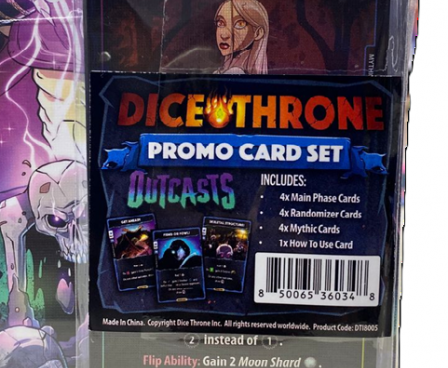 DICE THRONE
PROMO CARD SET
OUTCASTS
INCLUDES:
• 4x Main Phase Cards
• 4x Randomizer Cards
• 4x Mythic Cards
• 1x How To Use Card
8 50065 36034 8
Made In China. Copyright Dice Throne Inc. All rights reserved worldwide. Product Code: DTI8005
2 Instead of 1.
Flip Ability: Gain 2 Moon Shard